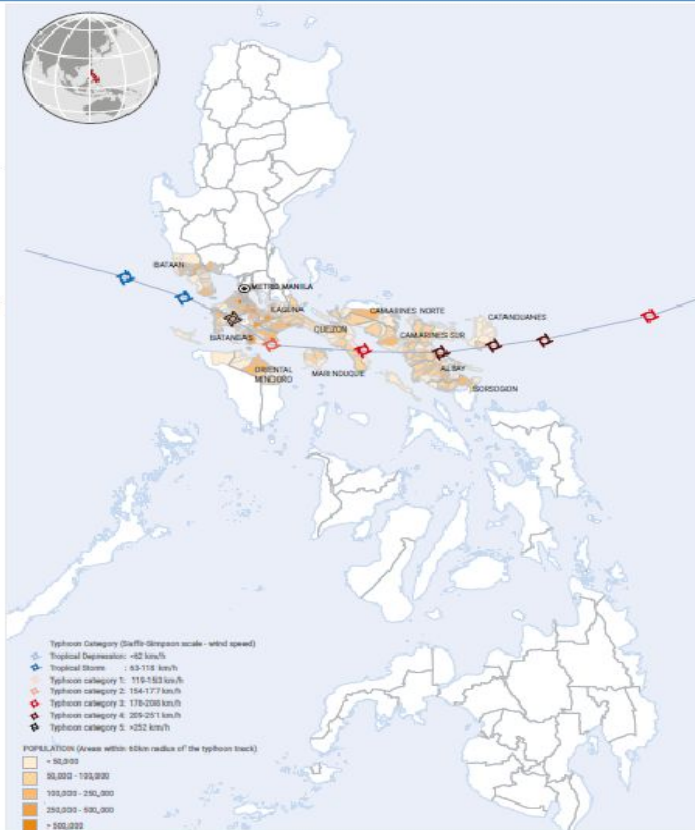 BATAAN
METRO MANILA
LAGUNA
CAMARINES NORTE
CATANDUANES
QUEZON
CAMARINES SUR
BATANGAS
ORIENTAL
MINDORO
MARINDUQUE
ALBAY
SORSOGON
Typhoon Category (Saffir-Simpson scale - wind speed)
Tropical Depression: <62 km/h
Tropical Storm : 63-118 km/h
Typhoon category 1: 119-153 km/h
Typhoon category 2: 154-177 km/h
Typhoon category 3: 178-208 km/h
Typhoon category 4: 209-251 km/h
Typhoon category 5: >252 km/h
POPULATION (Areas within 60km radius of the typhoon track)
< 50,000
50,000 - 100,000
100,000 - 250,000
250,000 - 500,000
> 500,000